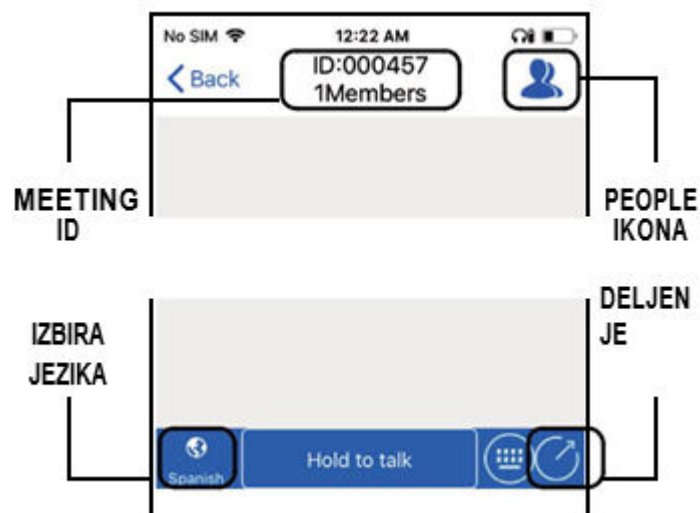 No SIM
12:22 AM
Back
ID:000457
1Members
MEETING
ID
PEOPLE
IKONA
IZBIRA
JEZIKA
DELJEN
JE
Spanish
Hold to talk